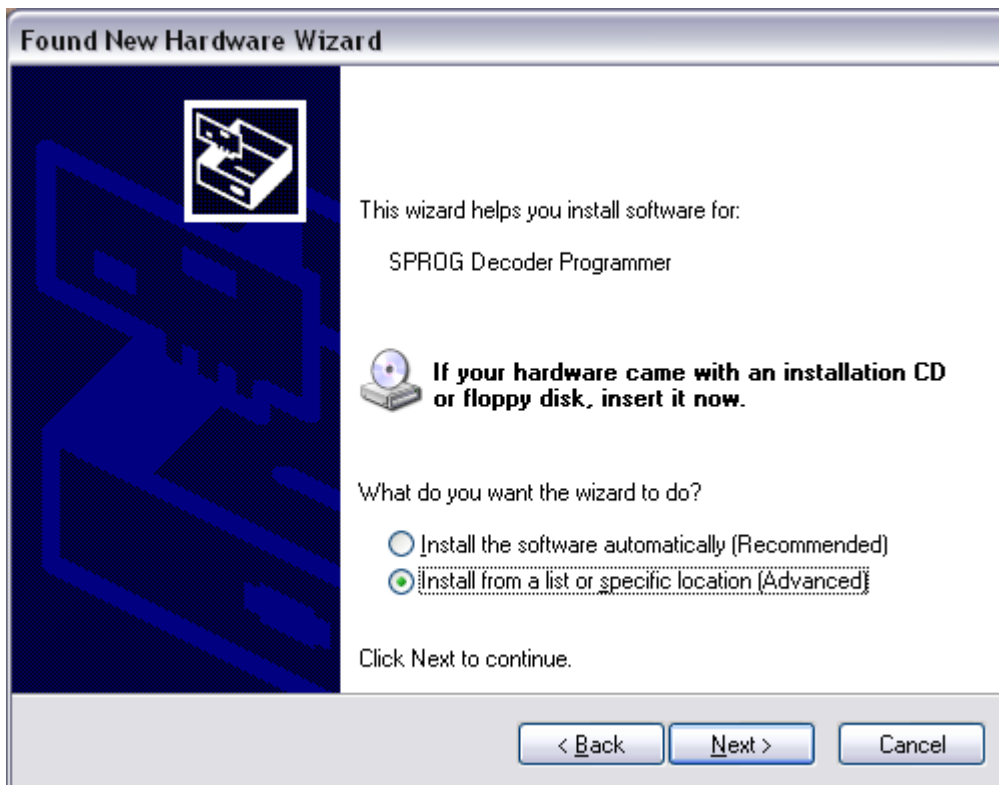 Found New Hardware Wizard
This wizard helps you install software for:
SPROG Decoder Programmer
If your hardware came with an installation CD
or floppy disk, insert it now.
What do you want the wizard to do?
Install the software automatically (Recommended)
Install from a list or specific location (Advanced)
Click Next to continue.
< Back
Next >
Cancel